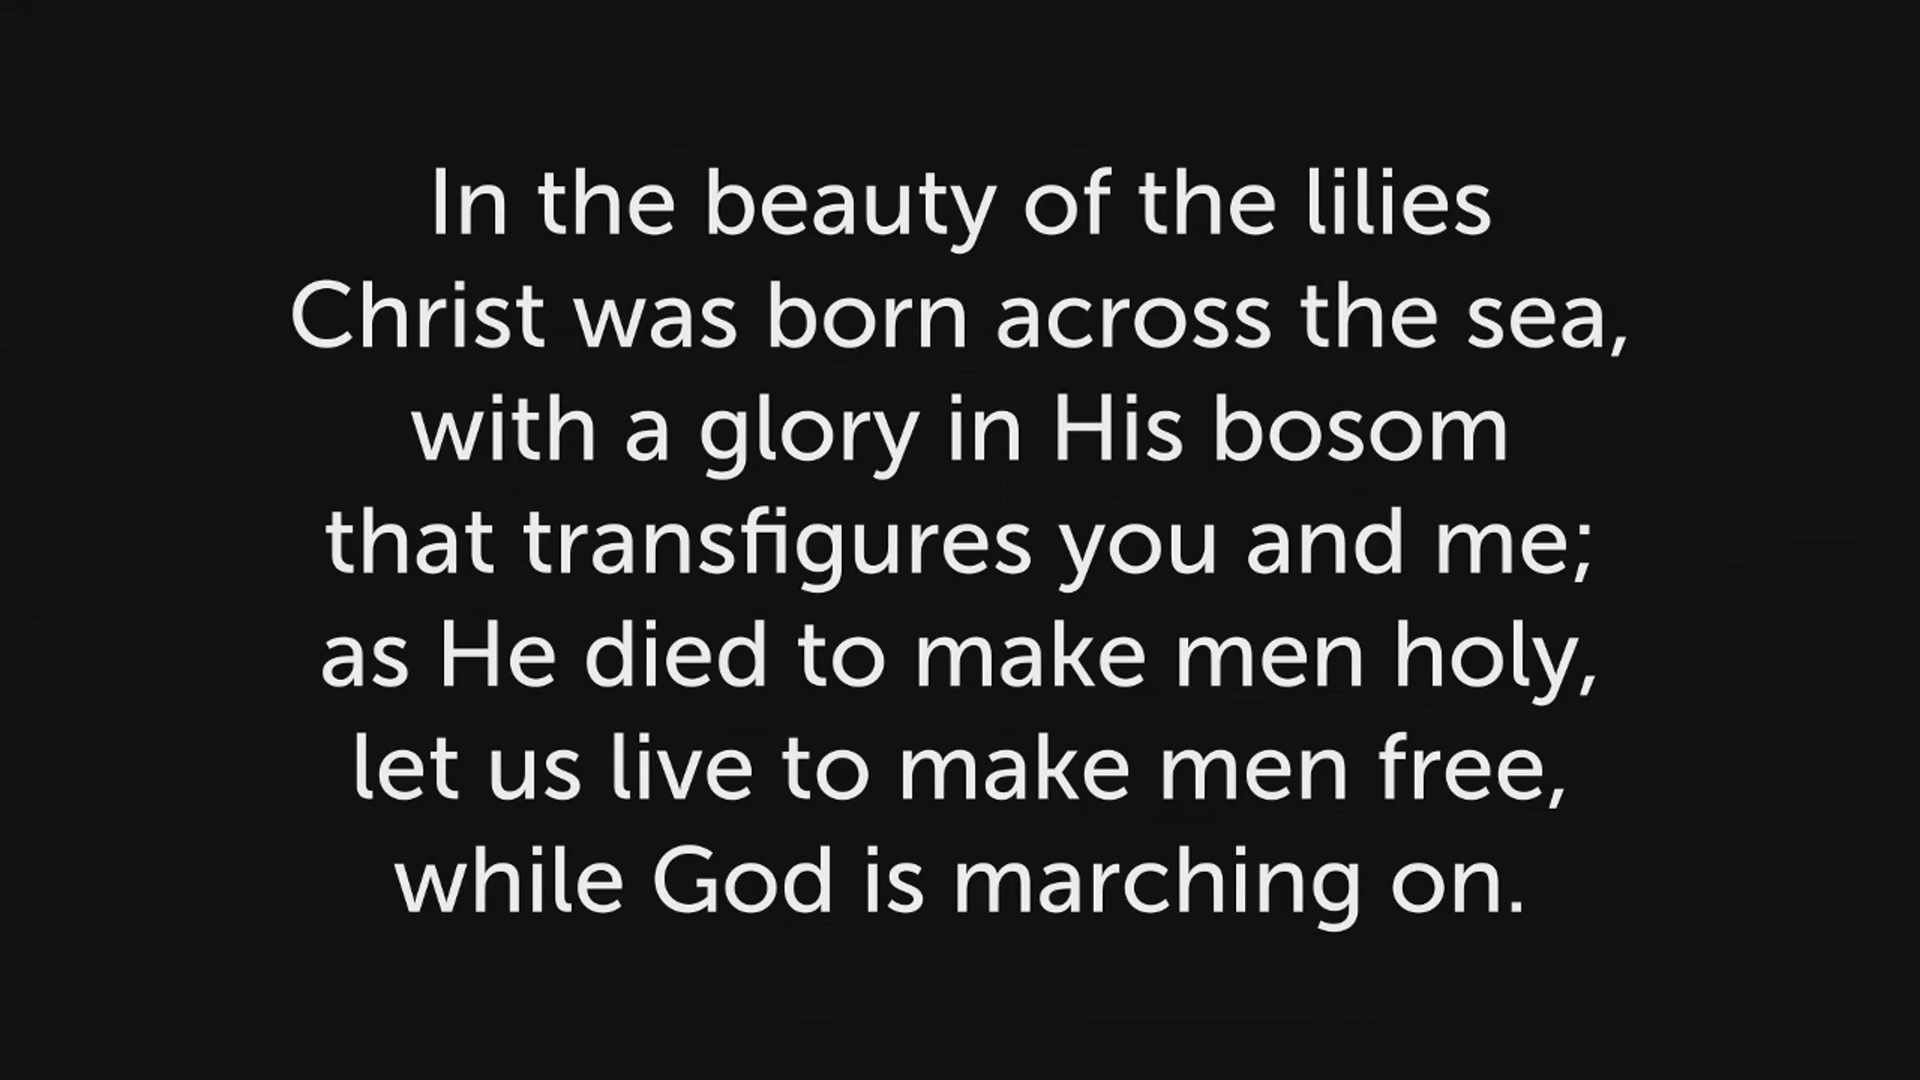 In the beauty of the lilies
Christ was born across the sea,
with a glory in His bosom
that transfigures you and me;
as He died to make men holy,
let us live to make men free,
while God is marching on.